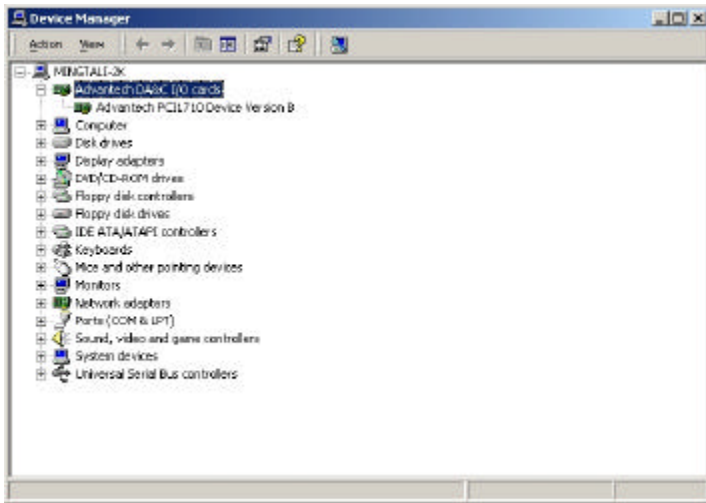 Device Manager
Action View
MINGTALI-2K
Advantech DA&C I/O cards
Advantech PCI1710 Device Version B
Computer
Disk drives
Display adapters
DVD/CD-ROM drives
Floppy disk controllers
Floppy disk drives
IDE ATA/ATAPI controllers
Keyboards
Mice and other pointing devices
Monitors
Network adapters
Ports (COM & LPT)
Sound, video and game controllers
System devices
Universal Serial Bus controllers